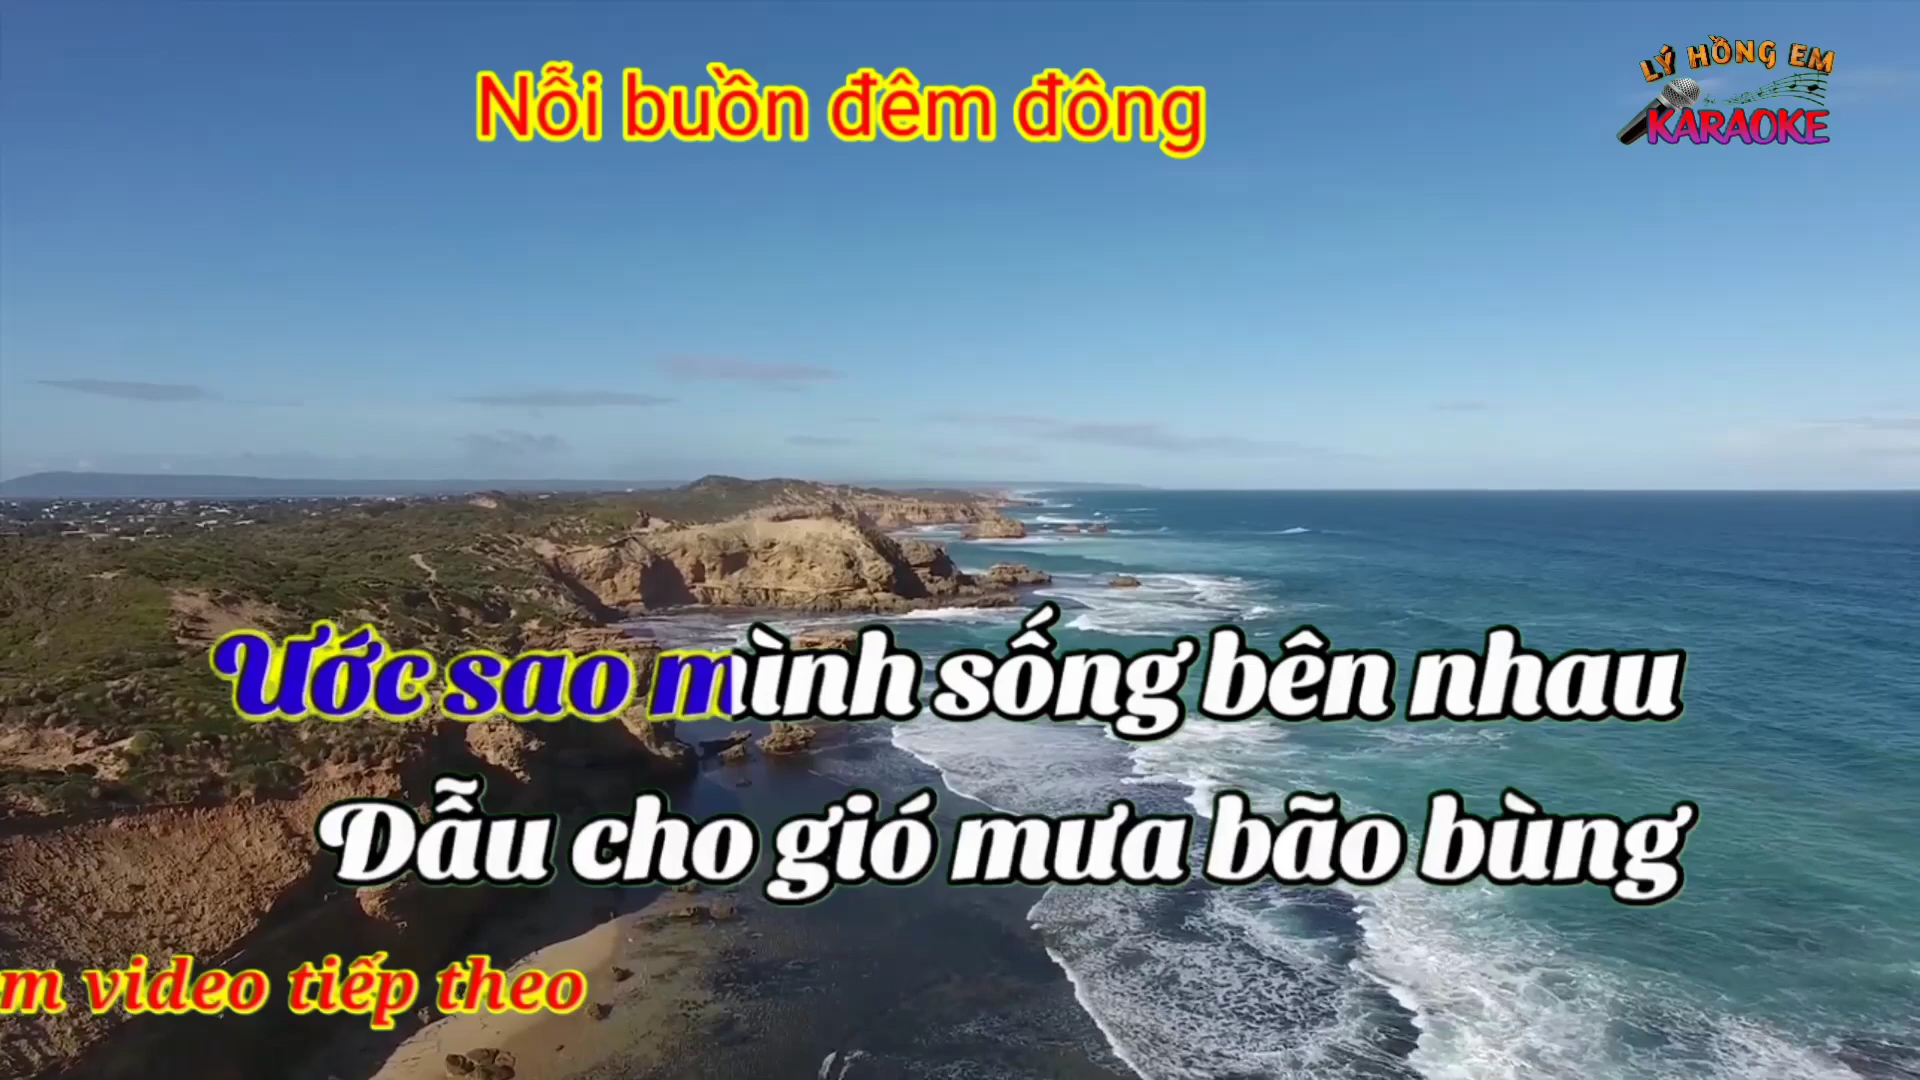 Nỗi buồn đêm đông
LÝ HỒNG EM
KARAOKE
Ước sao mình sống bên nhau
Dẫu cho gió mưa bão bùng
m video tiếp theo